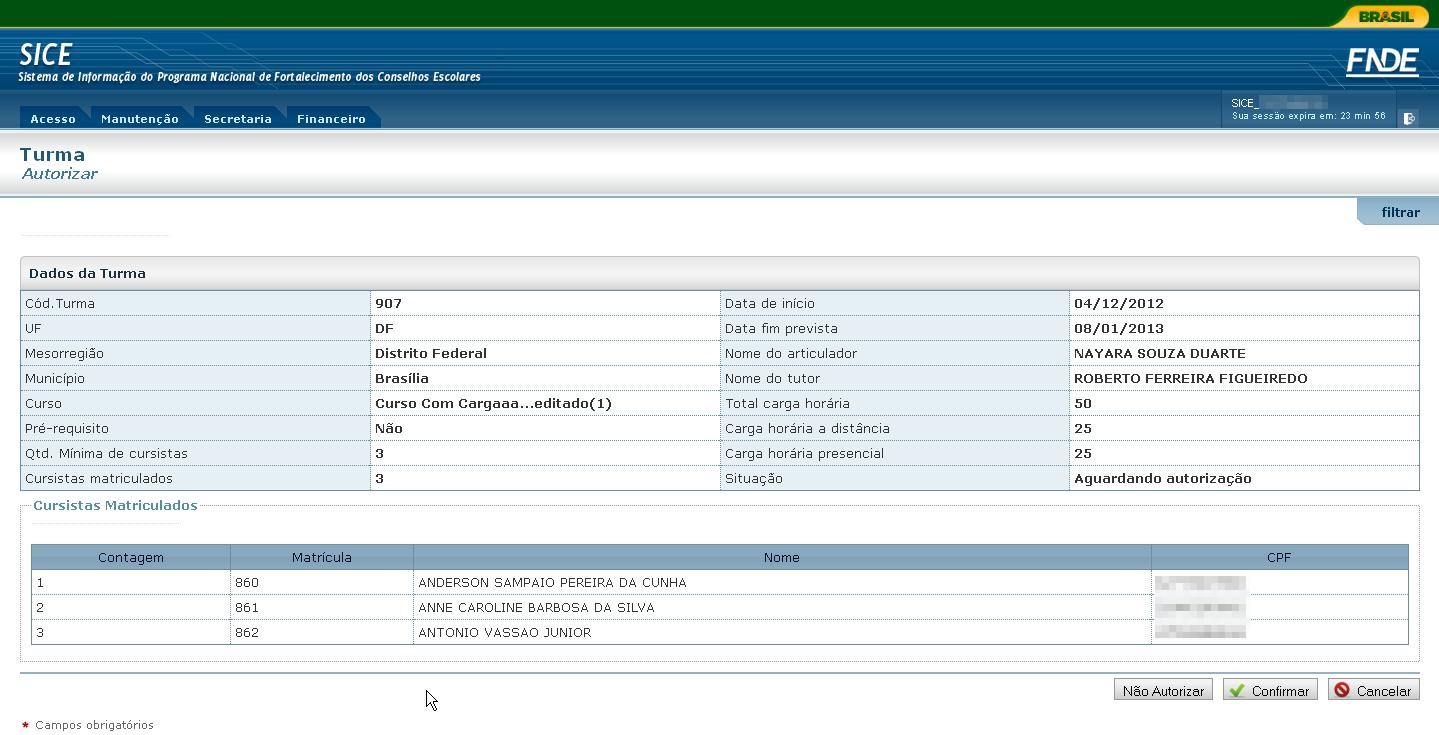 BRASIL
SICE
Sistema de Informação do Programa Nacional de Fortalecimento dos Conselhos Escolares
FNDE
Acesso Manutenção Secretaria Financeiro
SICE_
Sua sessão expira em: 23 min 56
Turma
Autorizar
filtrar
Dados da Turma
Cód.Turma 907 Data de início 04/12/2012
UF DF Data fim prevista 08/01/2013
Mesorregião Distrito Federal Nome do articulador NAYARA SOUZA DUARTE
Município Brasília Nome do tutor ROBERTO FERREIRA FIGUEIREDO
Curso Curso Com Cargaaa...editado(1) Total carga horária 50
Pré-requisito Não Carga horária a distância 25
Qtd. Mínima de cursistas 3 Carga horária presencial 25
Cursistas matriculados 3 Situação Aguardando autorização
Cursistas Matriculados
Contagem Matrícula Nome CPF
1 860 ANDERSON SAMPAIO PEREIRA DA CUNHA
2 861 ANNE CAROLINE BARBOSA DA SILVA
3 862 ANTONIO VASSAO JUNIOR
Não Autorizar Confirmar Cancelar
* Campos obrigatórios